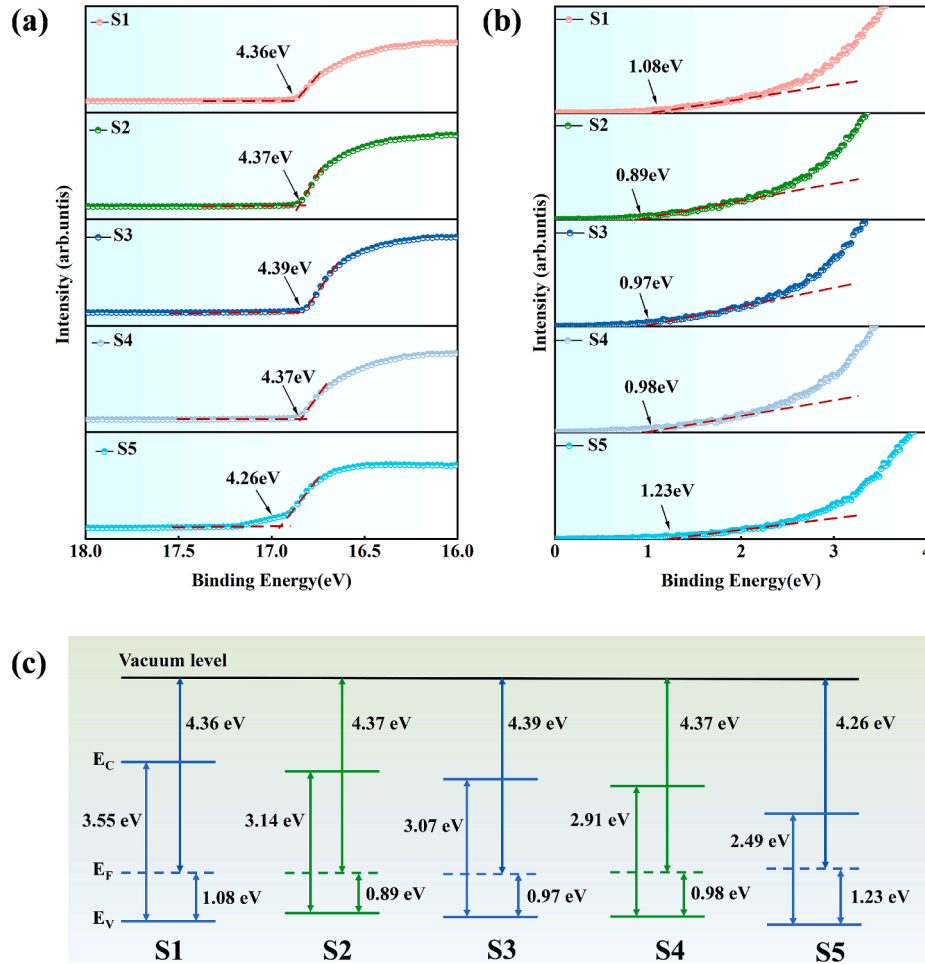 (a)
S1
4.36eV
S2
4.37eV
S3
4.39eV
S4
4.37eV
S5
4.26eV
Intensity (arb.untis)
18.0 17.5 17.0 16.5 16.0
Binding Energy(eV)
(b)
S1
1.08eV
S2
0.89eV
S3
0.97eV
S4
0.98eV
S5
1.23eV
Intensity (arb.untis)
0 1 2 3 4
Binding Energy(eV)
(c)
Vacuum level
4.36 eV 4.37 eV 4.39 eV 4.37 eV 4.26 eV
E_C
3.55 eV 3.14 eV 3.07 eV 2.91 eV 2.49 eV
E_F
1.08 eV 0.89 eV 0.97 eV 0.98 eV 1.23 eV
E_V
S1 S2 S3 S4 S5